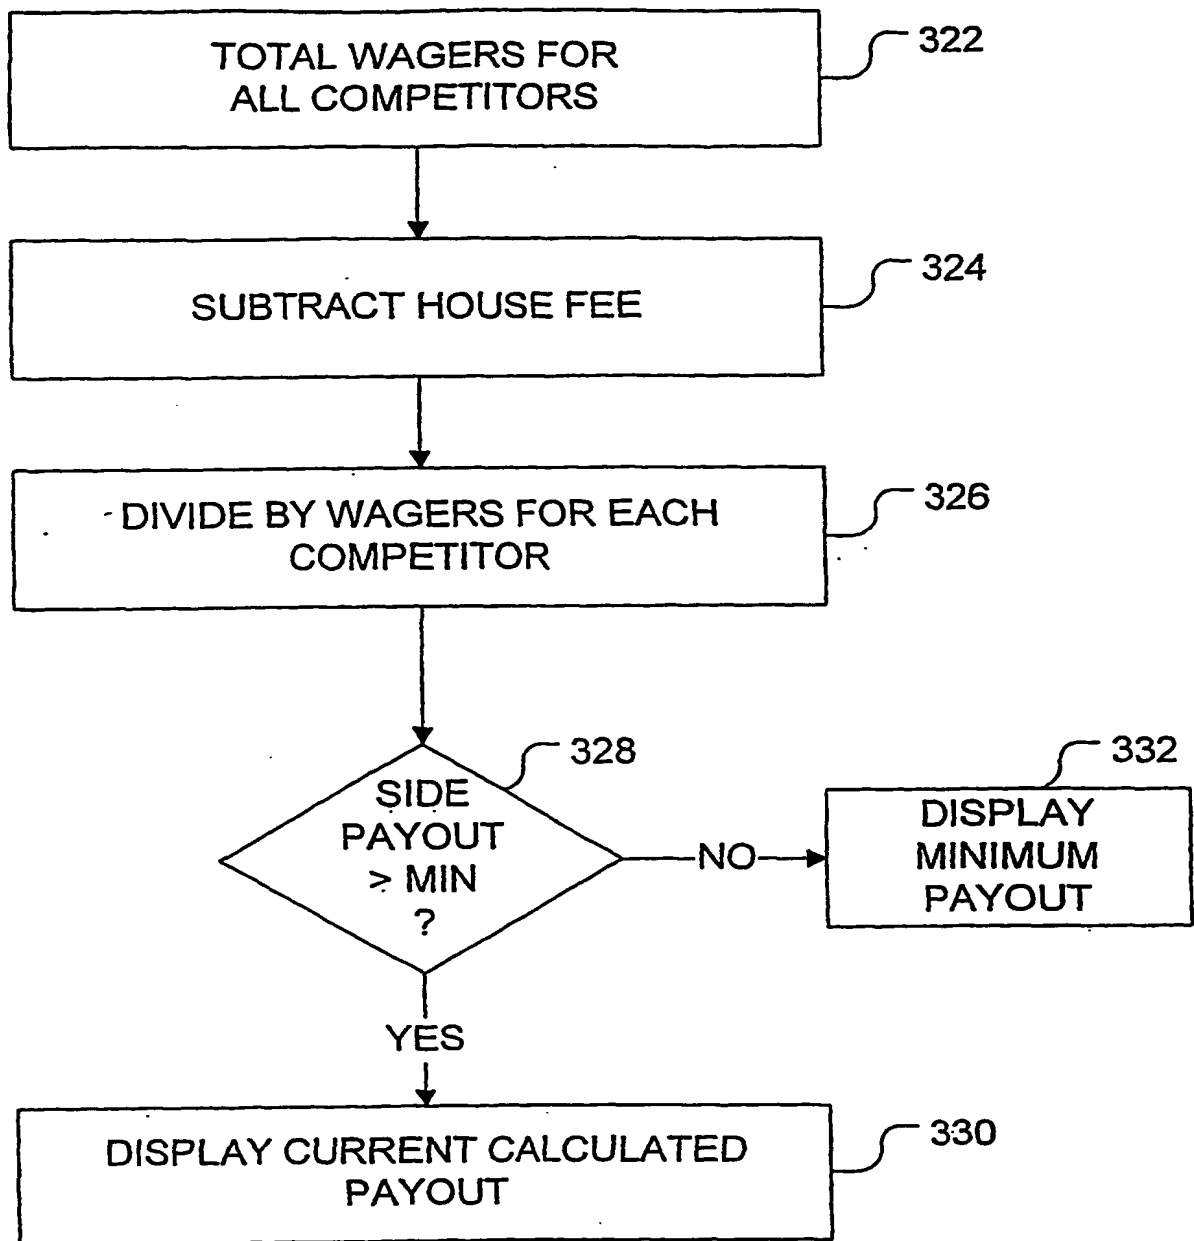 TOTAL WAGERS FOR
ALL COMPETITORS
322
SUBTRACT HOUSE FEE
324
DIVIDE BY WAGERS FOR EACH
COMPETITOR
326
SIDE
PAYOUT
> MIN
?
328
NO
DISPLAY
MINIMUM
PAYOUT
332
YES
DISPLAY CURRENT CALCULATED
PAYOUT
330